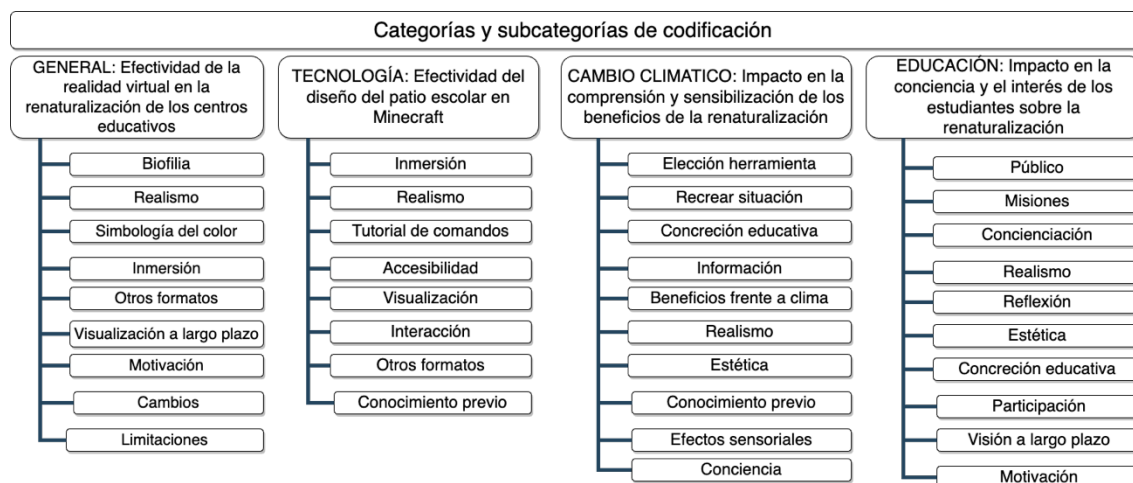 Categorías y subcategorías de codificación
GENERAL: Efectividad de la
realidad virtual en la
renaturalización de los centros
educativos
Biofilia
Realismo
Simbología del color
Inmersión
Otros formatos
Visualización a largo plazo
Motivación
Cambios
Limitaciones
TECNOLOGÍA: Efectividad del
diseño del patio escolar en
Minecraft
Inmersión
Realismo
Tutorial de comandos
Accesibilidad
Visualización
Interacción
Otros formatos
Conocimiento previo
CAMBIO CLIMATICO: Impacto en la
comprensión y sensibilización de los
beneficios de la renaturalización
Elección herramienta
Recrear situación
Concreción educativa
Información
Beneficios frente a clima
Realismo
Estética
Conocimiento previo
Efectos sensoriales
Conciencia
EDUCACIÓN: Impacto en la
conciencia y el interés de los
estudiantes sobre la
renaturalización
Público
Misiones
Concienciación
Realismo
Reflexión
Estética
Concreción educativa
Participación
Visión a largo plazo
Motivación